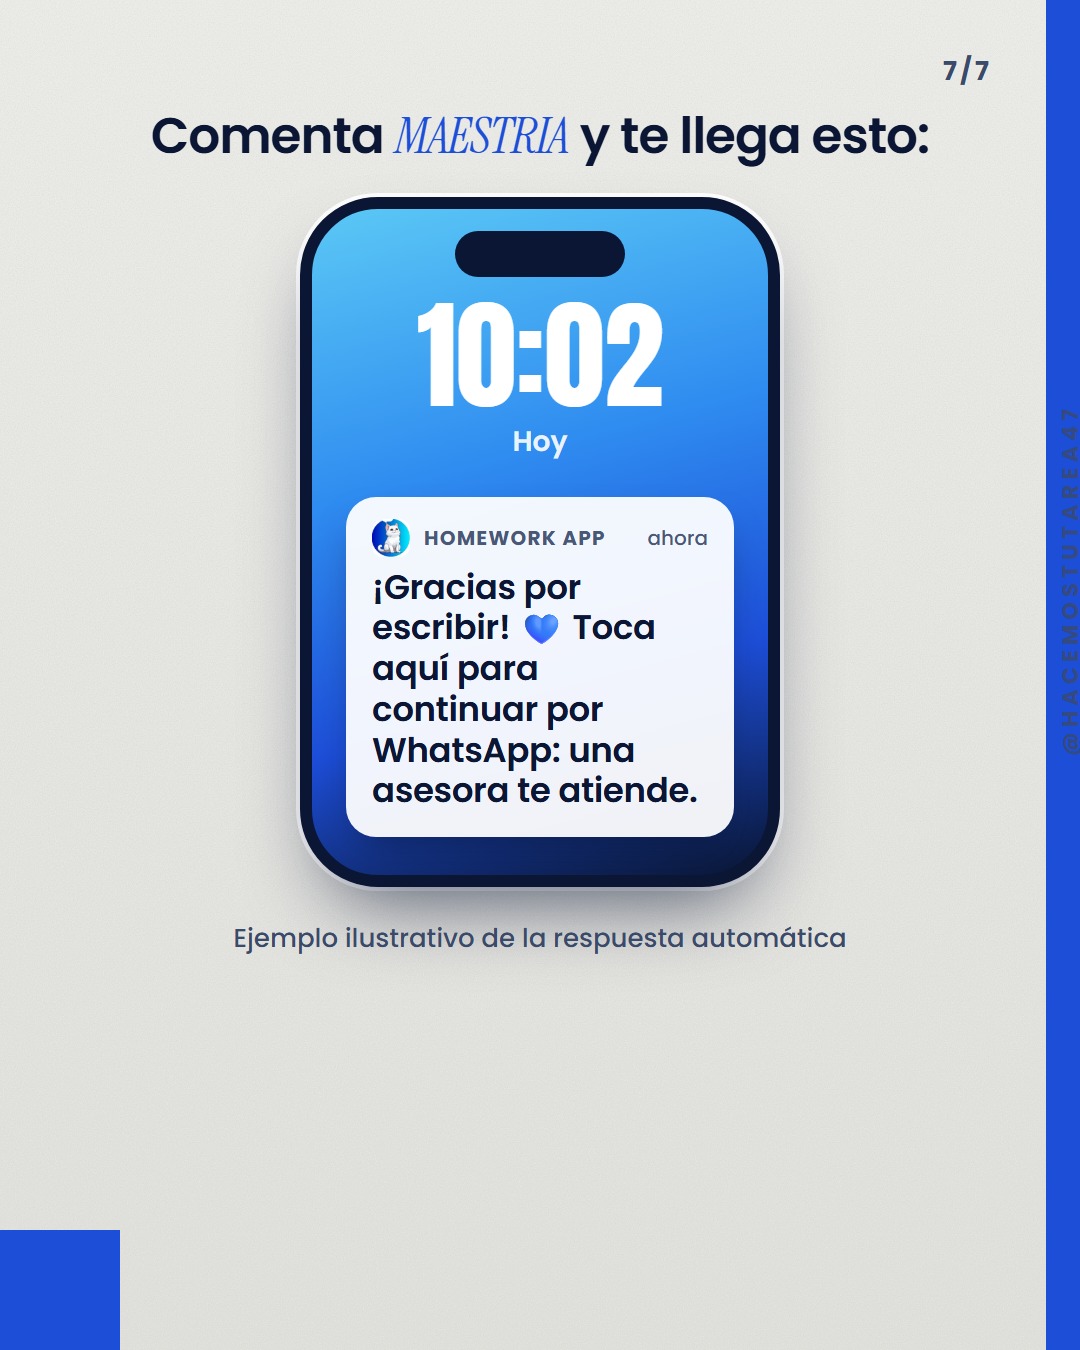 7/7
Comenta MAESTRIA y te llega esto:
10:02
Hoy
HOMEWORK APP ahora
¡Gracias por
escribir! 💙 Toca
aquí para
continuar por
WhatsApp: una
asesora te atiende.
Ejemplo ilustrativo de la respuesta automática
@HACEMOSTUTAREA47